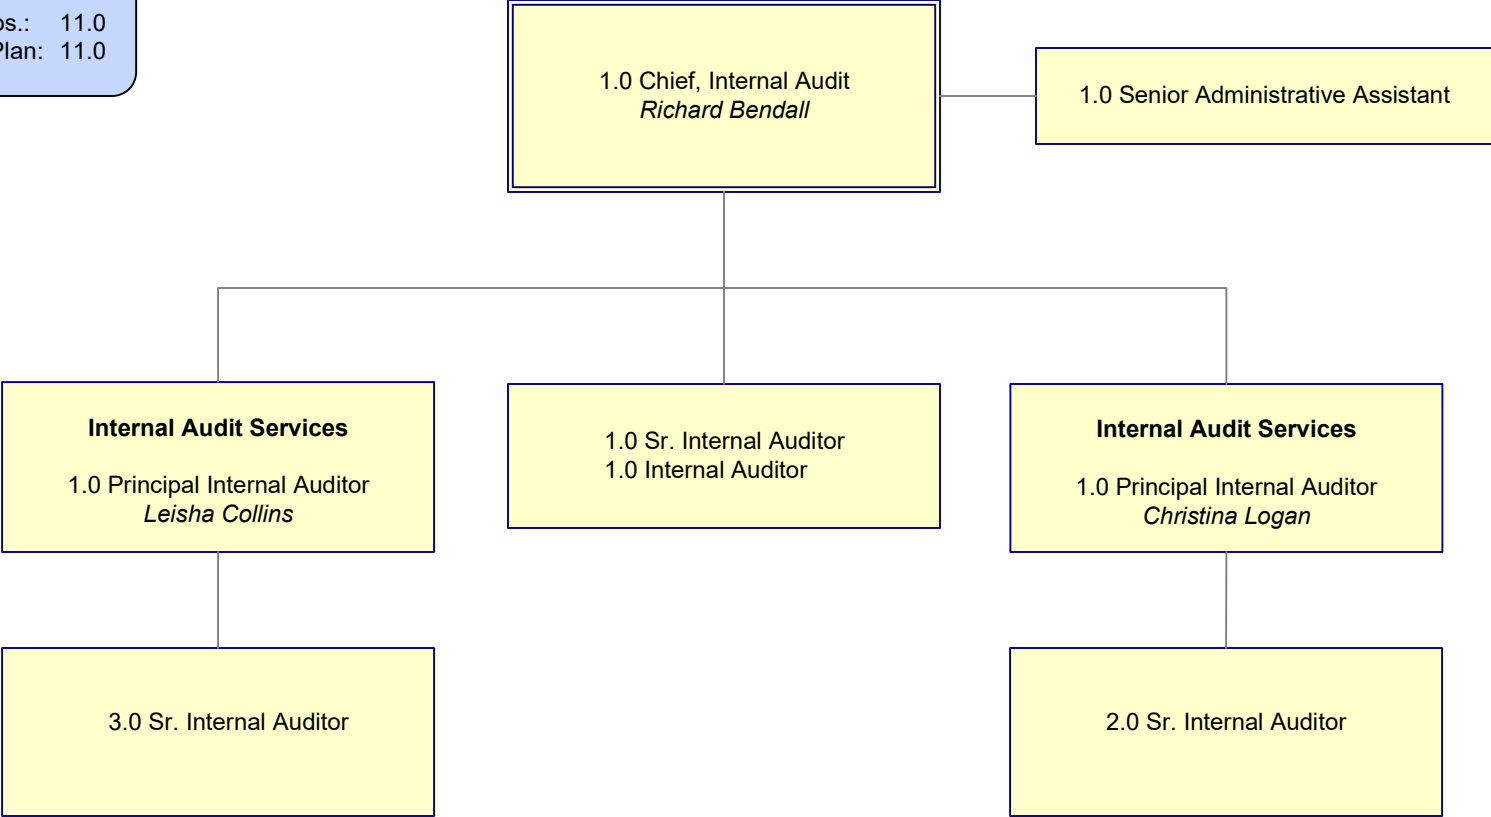 11.0
11.0
1.0 Chief, Internal Audit
Richard Bendall
1.0 Senior Administrative Assistant
Internal Audit Services
1.0 Principal Internal Auditor
Leisha Collins
1.0 Sr. Internal Auditor
1.0 Internal Auditor
Internal Audit Services
1.0 Principal Internal Auditor
Christina Logan
3.0 Sr. Internal Auditor
2.0 Sr. Internal Auditor